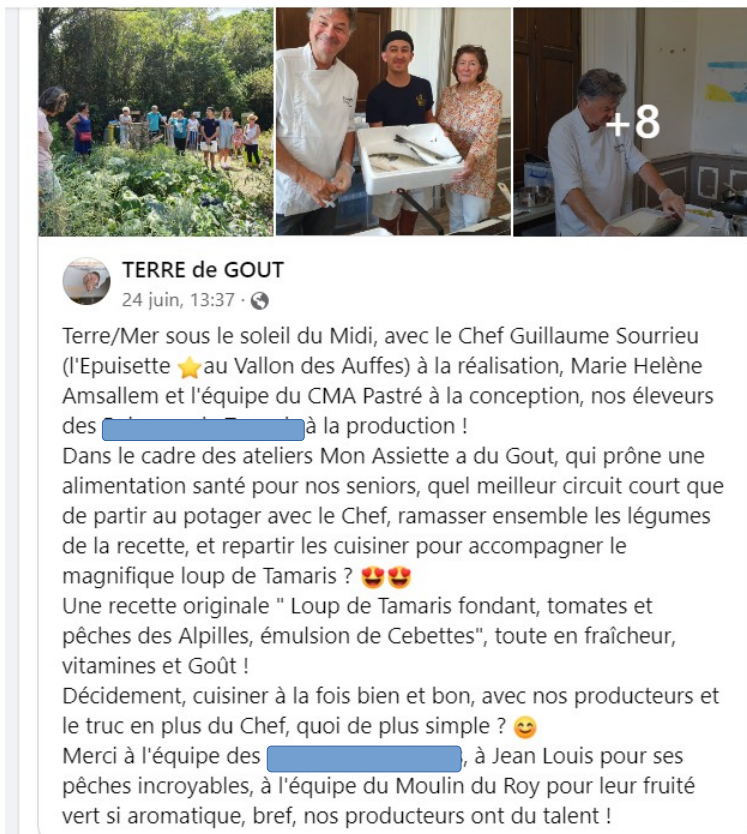 +8
TERRE de GOUT
24 juin, 13:37 ·
Terre/Mer sous le soleil du Midi, avec le Chef Guillaume Sourrieu
(l'Epuisette ⭐au Vallon des Auffes) à la réalisation, Marie Helène
Amsallem et l'équipe du CMA Pastré à la conception, nos éleveurs
des à la production !
Dans le cadre des ateliers Mon Assiette a du Gout, qui prône une
alimentation santé pour nos seniors, quel meilleur circuit court que
de partir au potager avec le Chef, ramasser ensemble les légumes
de la recette, et repartir les cuisiner pour accompagner le
magnifique loup de Tamaris ? 😍😍
Une recette originale " Loup de Tamaris fondant, tomates et
pêches des Alpilles, émulsion de Cebettes", toute en fraîcheur,
vitamines et Goût !
Décidement, cuisiner à la fois bien et bon, avec nos producteurs et
le truc en plus du Chef, quoi de plus simple ? 😊
Merci à l'équipe des , à Jean Louis pour ses
pêches incroyables, à l'équipe du Moulin du Roy pour leur fruité
vert si aromatique, bref, nos producteurs ont du talent !